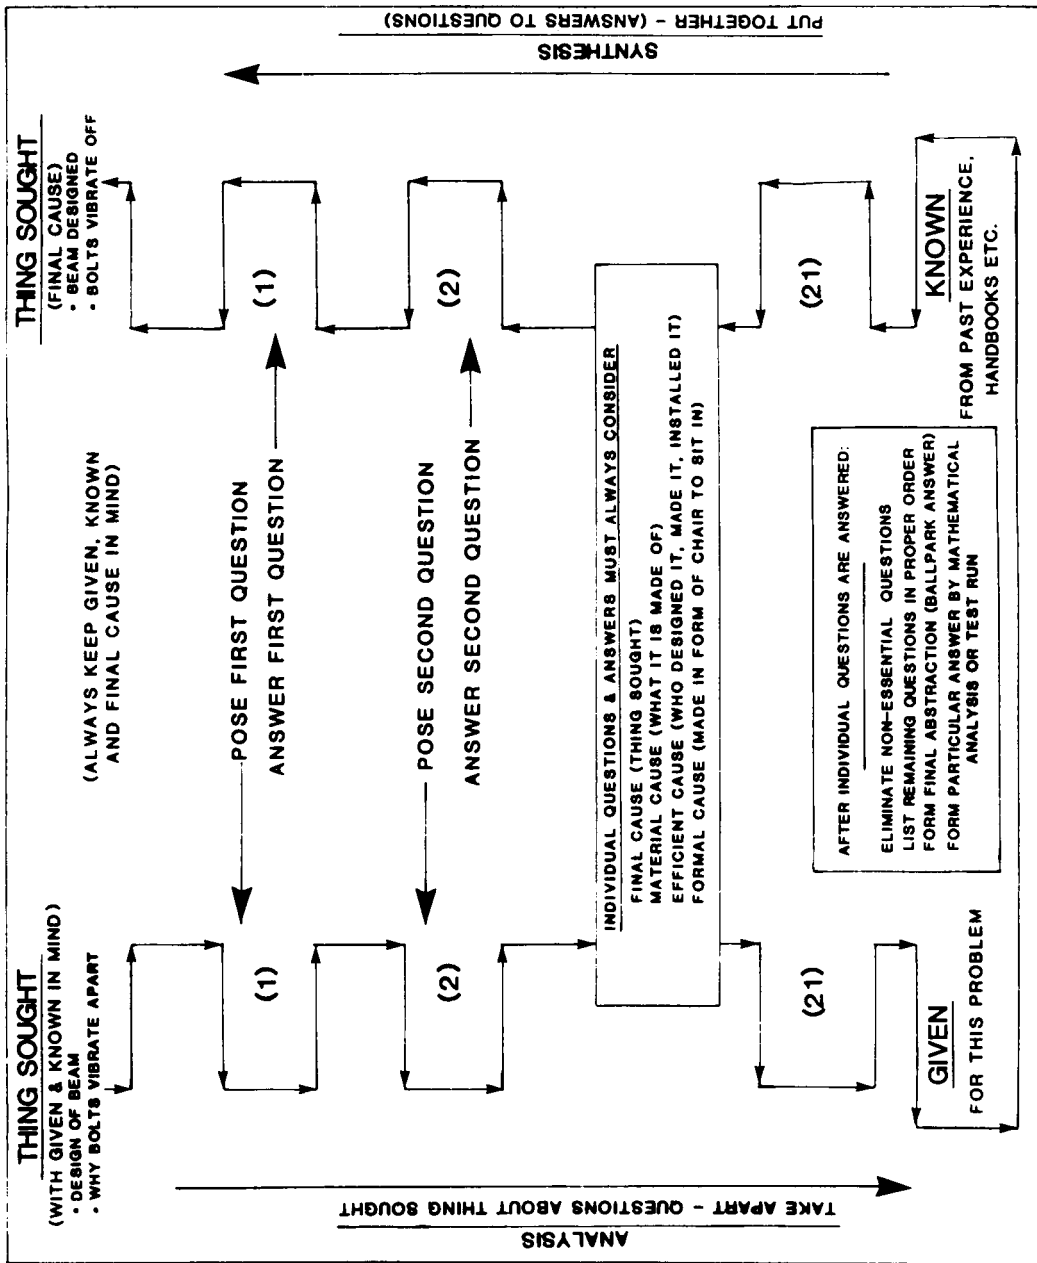 THING SOUGHT
(WITH GIVEN & KNOWN IN MIND)
• DESIGN OF BEAM
• WHY BOLTS VIBRATE APART
(ALWAYS KEEP GIVEN, KNOWN
AND FINAL CAUSE IN MIND)
THING SOUGHT
(FINAL CAUSE)
• BEAM DESIGNED
• BOLTS VIBRATE OFF
ANALYSIS
TAKE APART - QUESTIONS ABOUT THING SOUGHT
(1)
POSE FIRST QUESTION
ANSWER FIRST QUESTION
(1)
(2)
POSE SECOND QUESTION
ANSWER SECOND QUESTION
(2)
INDIVIDUAL QUESTIONS & ANSWERS MUST ALWAYS CONSIDER
FINAL CAUSE (THING SOUGHT)
MATERIAL CAUSE (WHAT IT IS MADE OF)
EFFICIENT CAUSE (WHO DESIGNED IT, MADE IT, INSTALLED IT)
FORMAL CAUSE (MADE IN FORM OF CHAIR TO SIT IN)
(21)
(21)
AFTER INDIVIDUAL QUESTIONS ARE ANSWERED:
ELIMINATE NON-ESSENTIAL QUESTIONS
LIST REMAINING QUESTIONS IN PROPER ORDER
FORM FINAL ABSTRACTION (BALLPARK ANSWER)
FORM PARTICULAR ANSWER BY MATHEMATICAL
ANALYSIS OR TEST RUN
GIVEN
FOR THIS PROBLEM
KNOWN
FROM PAST EXPERIENCE,
HANDBOOKS ETC.
SYNTHESIS
PUT TOGETHER - (ANSWERS TO QUESTIONS)